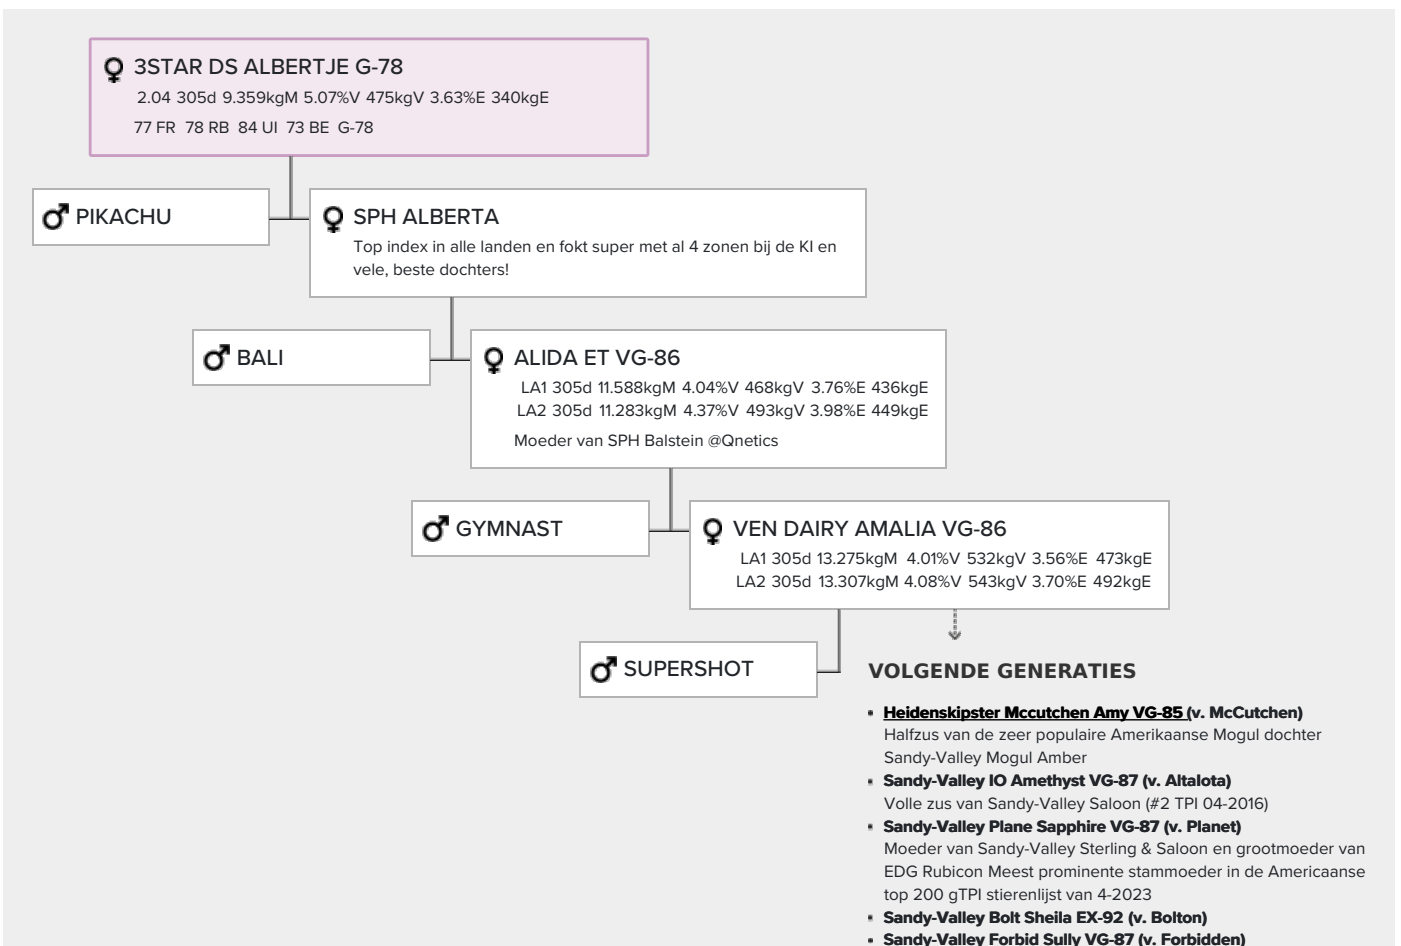 3STAR DS ALBERTJE G-78
2.04 305d 9.359kgM 5.07%V 475kgV 3.63%E 340kgE
77 FR 78 RB 84 UI 73 BE G-78
PIKACHU
SPH ALBERTA
Top index in alle landen en fokt super met al 4 zonen bij de KI en
vele, beste dochters!
BALI
ALIDA ET VG-86
LA1 305d 11.588kgM 4.04%V 468kgV 3.76%E 436kgE
LA2 305d 11.283kgM 4.37%V 493kgV 3.98%E 449kgE
Moeder van SPH Balstein @Qnetics
GYMNAST
VEN DAIRY AMALIA VG-86
LA1 305d 13.275kgM 4.01%V 532kgV 3.56%E 473kgE
LA2 305d 13.307kgM 4.08%V 543kgV 3.70%E 492kgE
SUPERSHOT
VOLGENDE GENERATIES
Heidenskipster Mccutchen Amy VG-85 (v. McCutchen)
Halfzus van de zeer populaire Amerikaanse Mogul dochter
Sandy-Valley Mogul Amber
Sandy-Valley IO Amethyst VG-87 (v. Altalota)
Volle zus van Sandy-Valley Saloon (#2 TPI 04-2016)
Sandy-Valley Plane Sapphire VG-87 (v. Planet)
Moeder van Sandy-Valley Sterling & Saloon en grootmoeder van
EDG Rubicon Meest prominente stammoeder in de Americaanse
top 200 gTPI stierenlijst van 4-2023
Sandy-Valley Bolt Sheila EX-92 (v. Bolton)
Sandy-Valley Forbid Sully VG-87 (v. Forbidden)